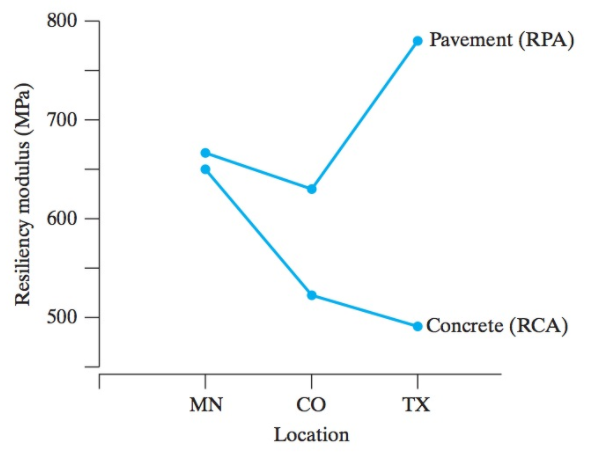 800
Pavement (RPA)
700
Resiliency modulus (MPa)
600
500
Concrete (RCA)
MN CO TX
Location